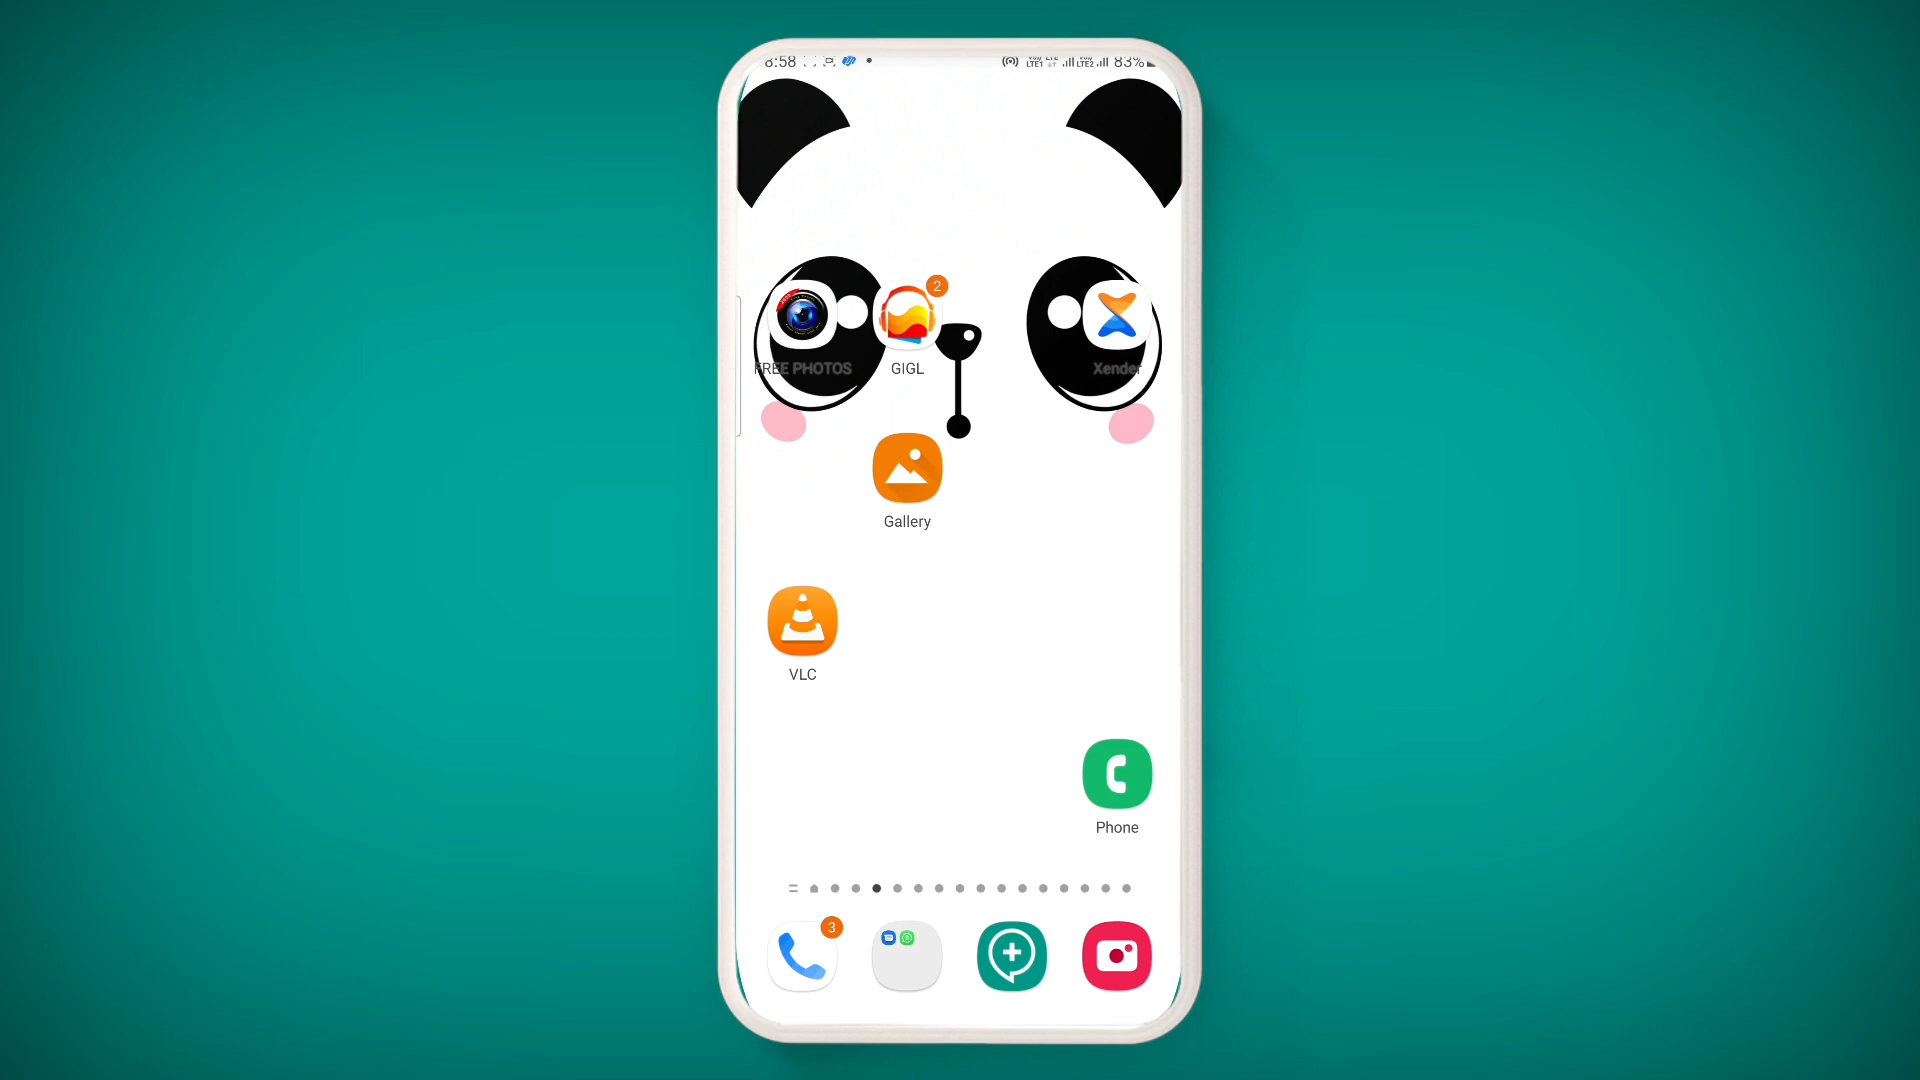 8:58 83%
2
FREE PHOTOS GIGL Xender
Gallery
VLC
Phone
3